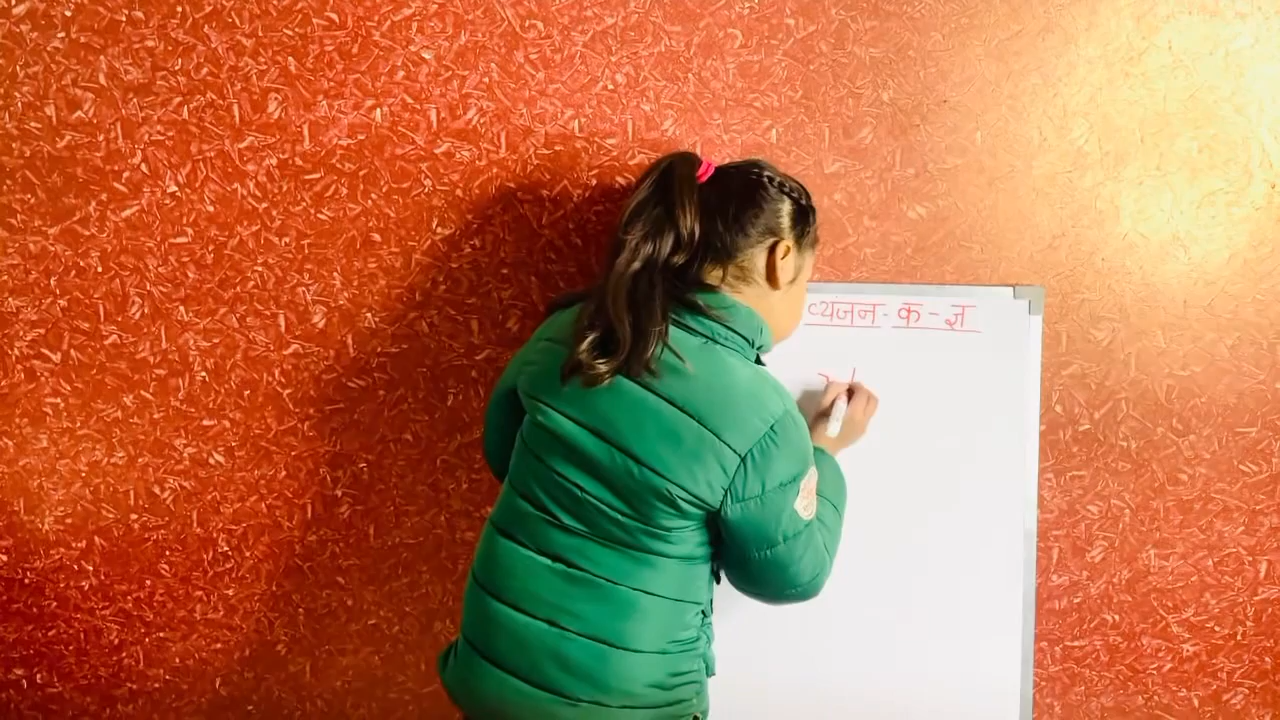 व्यंजन - क - ज्ञ